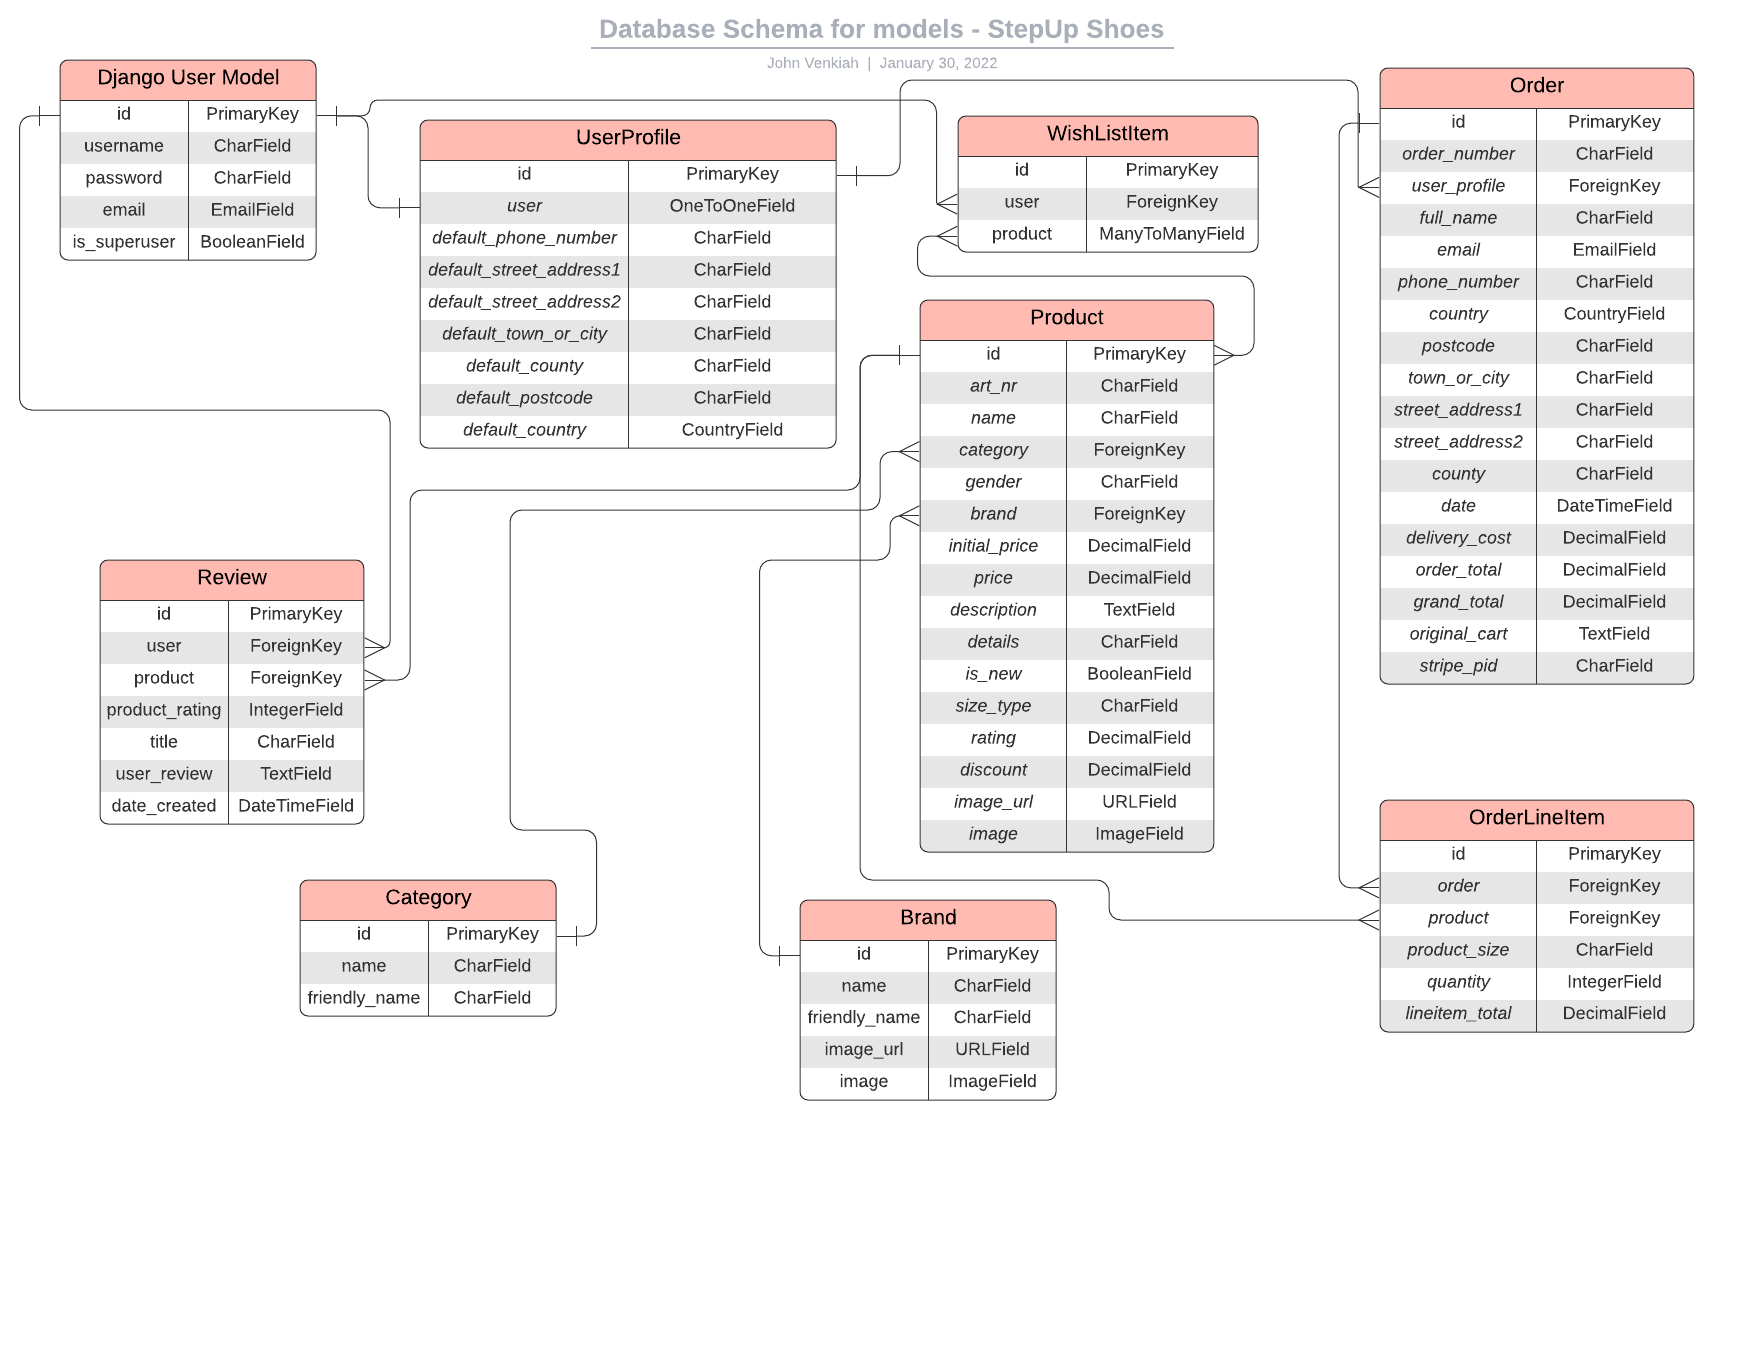 Database Schema for models - StepUp Shoes
John Venkiah | January 30, 2022
Django User Model
id PrimaryKey
username CharField
password CharField
email EmailField
is_superuser BooleanField
UserProfile
id PrimaryKey
user OneToOneField
default_phone_number CharField
default_street_address1 CharField
default_street_address2 CharField
default_town_or_city CharField
default_county CharField
default_postcode CharField
default_country CountryField
WishListItem
id PrimaryKey
user ForeignKey
product ManyToManyField
Order
id PrimaryKey
order_number CharField
user_profile ForeignKey
full_name CharField
email EmailField
phone_number CharField
country CountryField
postcode CharField
town_or_city CharField
street_address1 CharField
street_address2 CharField
county CharField
date DateTimeField
delivery_cost DecimalField
order_total DecimalField
grand_total DecimalField
original_cart TextField
stripe_pid CharField
Product
id PrimaryKey
art_nr CharField
name CharField
category ForeignKey
gender CharField
brand ForeignKey
initial_price DecimalField
price DecimalField
description TextField
details CharField
is_new BooleanField
size_type CharField
rating DecimalField
discount DecimalField
image_url URLField
image ImageField
Review
id PrimaryKey
user ForeignKey
product ForeignKey
product_rating IntegerField
title CharField
user_review TextField
date_created DateTimeField
Category
id PrimaryKey
name CharField
friendly_name CharField
Brand
id PrimaryKey
name CharField
friendly_name CharField
image_url URLField
image ImageField
OrderLineItem
id PrimaryKey
order ForeignKey
product ForeignKey
product_size CharField
quantity IntegerField
lineitem_total DecimalField